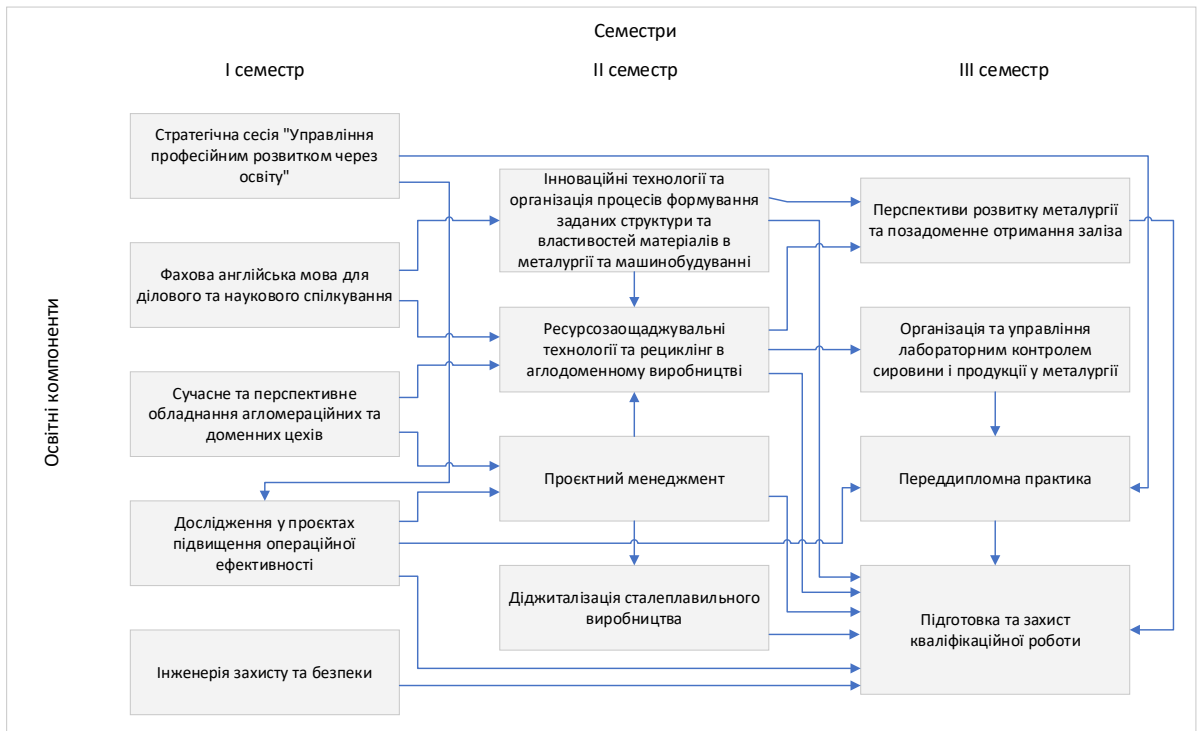 Семестри
І семестр
ІІ семестр
ІІІ семестр
Освітні компоненти
Стратегічна сесія "Управління
професійним розвитком через
освіту"
Фахова англійська мова для
ділового та наукового спілкування
Сучасне та перспективне
обладнання агломераційних та
доменних цехів
Дослідження у проєктах
підвищення операційної
ефективності
Інженерія захисту та безпеки
Інноваційні технології та
організація процесів формування
заданих структури та
властивостей матеріалів в
металургії та машинобудуванні
Ресурсозаощаджувальні
технології та рециклінг в
аглодоменному виробництві
Проєктний менеджмент
Діджиталізація сталеплавильного
виробництва
Перспективи розвитку металургії
та позадоменне отримання заліза
Організація та управління
лабораторним контролем
сировини і продукції у металургії
Переддипломна практика
Підготовка та захист
кваліфікаційної роботи